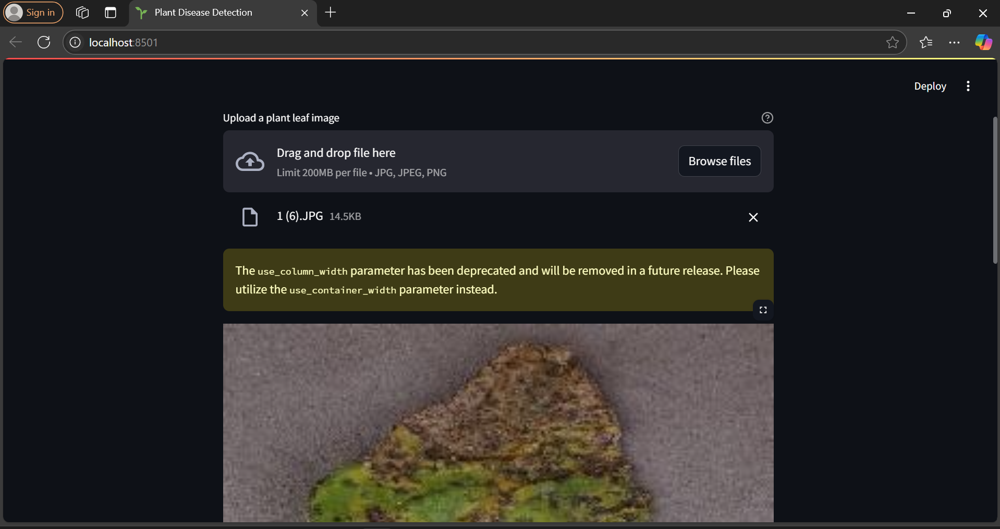 Sign in
Plant Disease Detection
localhost:8501
Deploy
Upload a plant leaf image
Drag and drop file here
Limit 200MB per file • JPG, JPEG, PNG
Browse files
1 (6).JPG 14.5KB
The use_column_width parameter has been deprecated and will be removed in a future release. Please
utilize the use_container_width parameter instead.